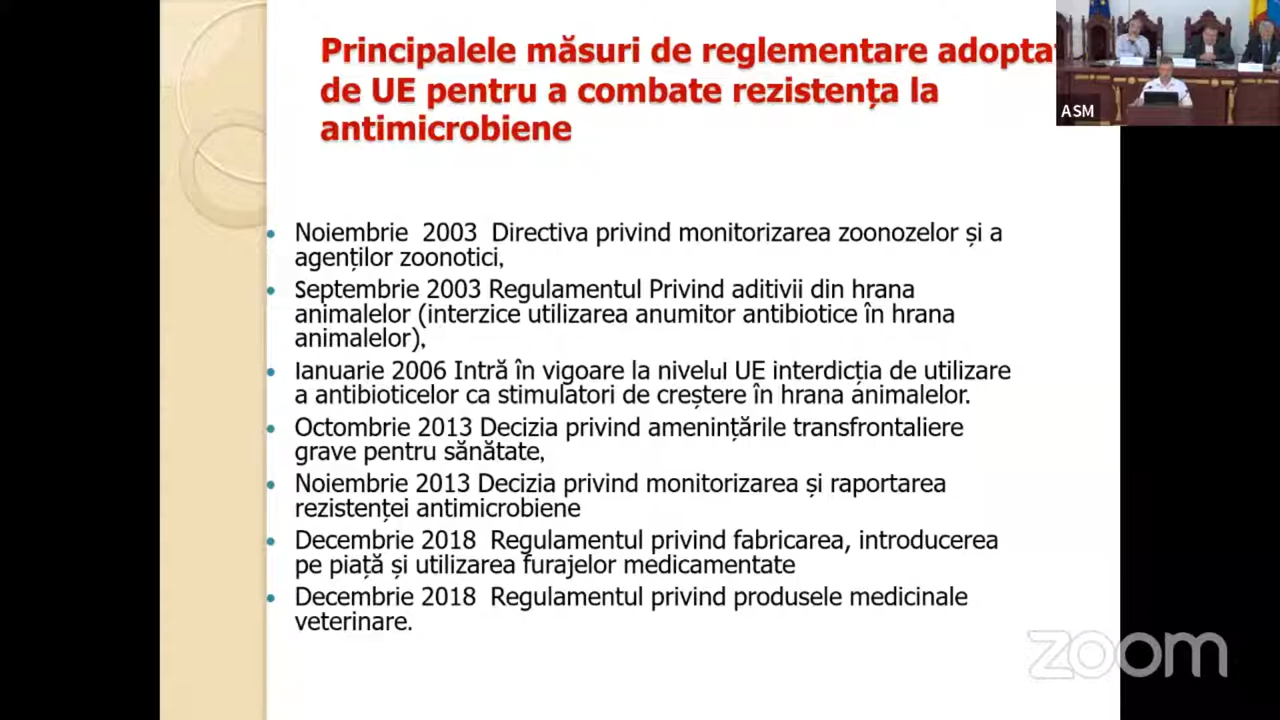 Principalele măsuri de reglementare adopta
de UE pentru a combate rezistența la
antimicrobiene
ASM
Noiembrie 2003 Directiva privind monitorizarea zoonozelor și a
agenților zoonotici,
Septembrie 2003 Regulamentul Privind aditivii din hrana
animalelor (interzice utilizarea anumitor antibiotice în hrana
animalelor),
Ianuarie 2006 Intră în vigoare la nivelul UE interdicția de utilizare
a antibioticelor ca stimulatori de creștere în hrana animalelor.
Octombrie 2013 Decizia privind amenințările transfrontaliere
grave pentru sănătate,
Noiembrie 2013 Decizia privind monitorizarea și raportarea
rezistenței antimicrobiene
Decembrie 2018 Regulamentul privind fabricarea, introducerea
pe piață și utilizarea furajelor medicamentate
Decembrie 2018 Regulamentul privind produsele medicinale
veterinare.
zoom